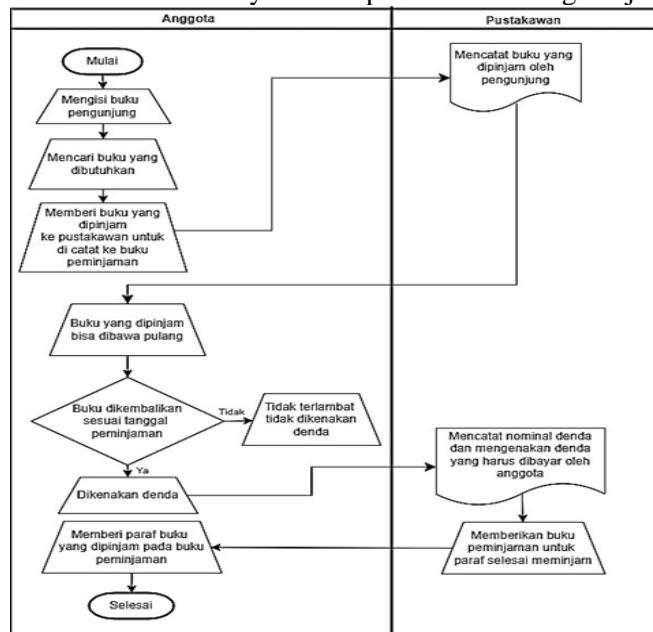 Anggota
Pustakawan
Mulai
Mengisi buku
pengunjung
Mencari buku yang
dibutuhkan
Memberi buku yang
dipinjam
ke pustakawan untuk
di catat ke buku
peminjaman
Mencatat buku yang
dipinjam oleh
pengunjung
Buku yang dipinjam
bisa dibawa pulang
Buku dikembalikan
sesuai tanggal
peminjaman
Tidak
Tidak terlambat
tidak dikenakan
denda
Ya
Dikenakan denda
Mencatat nominal denda
dan mengenakan denda
yang harus dibayar oleh
anggota
Memberikan buku
peminjaman untuk
paraf selesai meminjam
Memberi paraf buku
yang dipinjam pada buku
peminjaman
Selesai